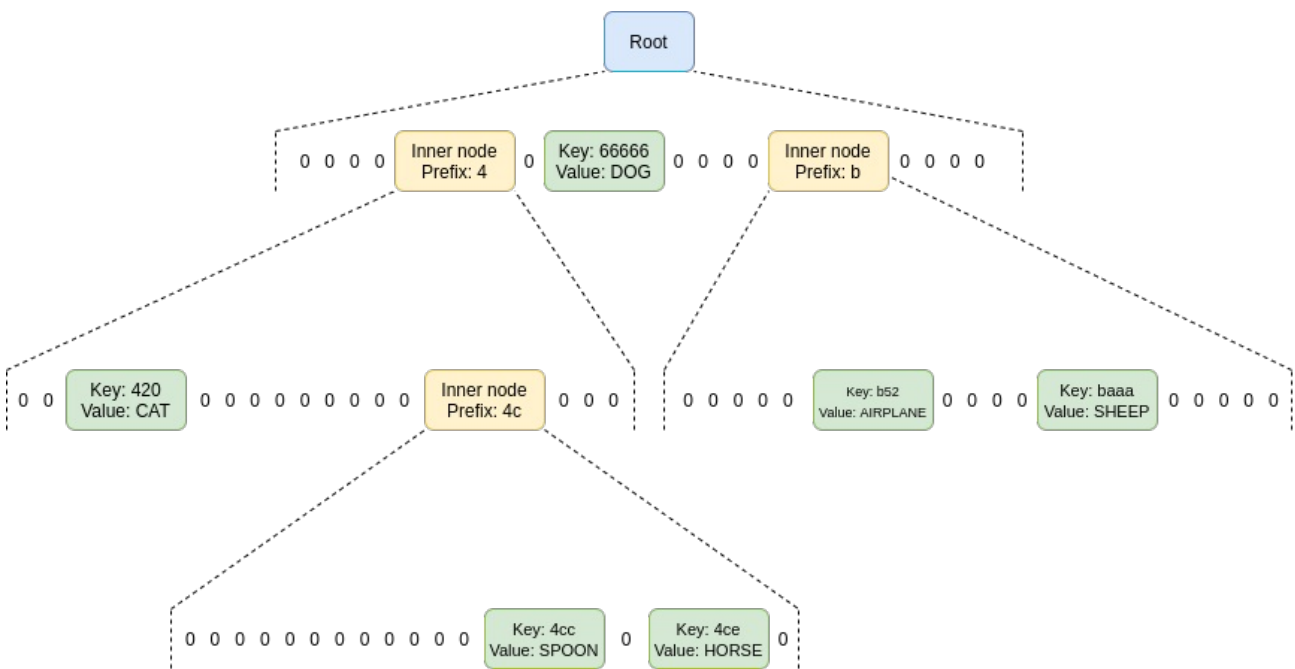 Root
0 0 0 0
Inner node
Prefix: 4
0
Key: 66666
Value: DOG
0 0 0 0
Inner node
Prefix: b
0 0 0 0
0 0
Key: 420
Value: CAT
0 0 0 0 0 0 0 0 0
Inner node
Prefix: 4c
0 0 0
0 0 0 0 0
Key: b52
Value: AIRPLANE
0 0 0 0
Key: baaa
Value: SHEEP
0 0 0 0 0
0 0 0 0 0 0 0 0 0 0 0 0
Key: 4cc
Value: SPOON
0
Key: 4ce
Value: HORSE
0